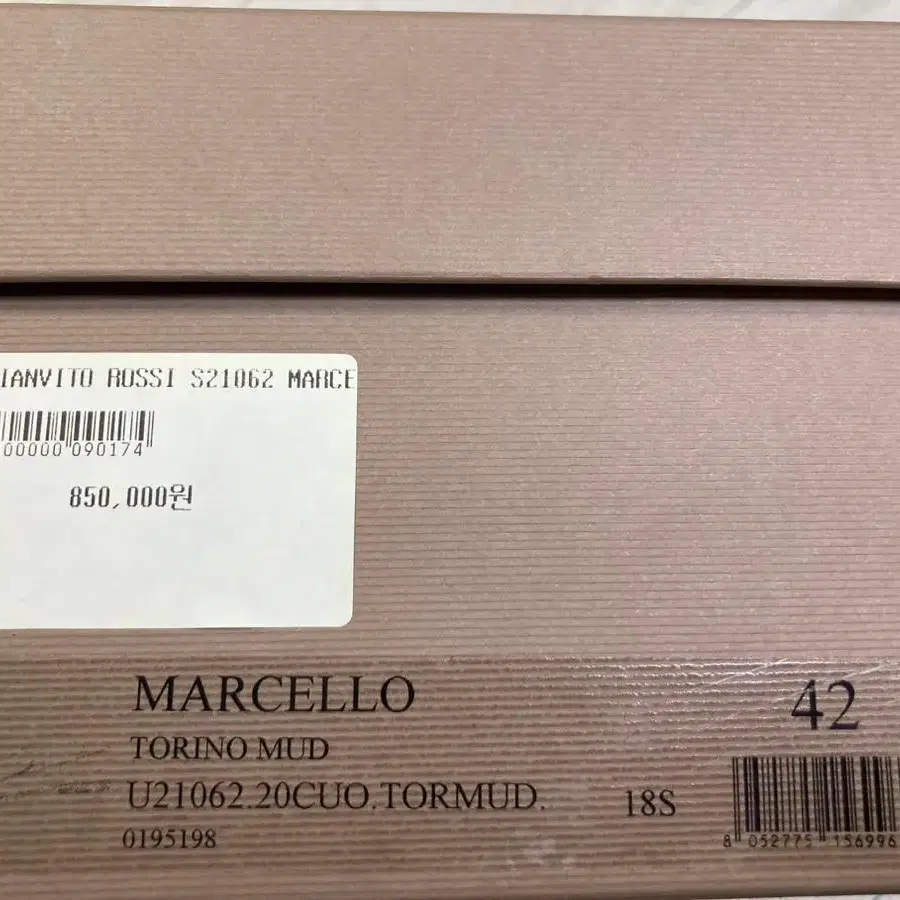 IANVITO ROSSI S21062 MARCE
00000 090174
850,000원
MARCELLO
42
TORINO MUD
U21062.20CUO.TORMUD.
18S
0195198
8 052775 156996